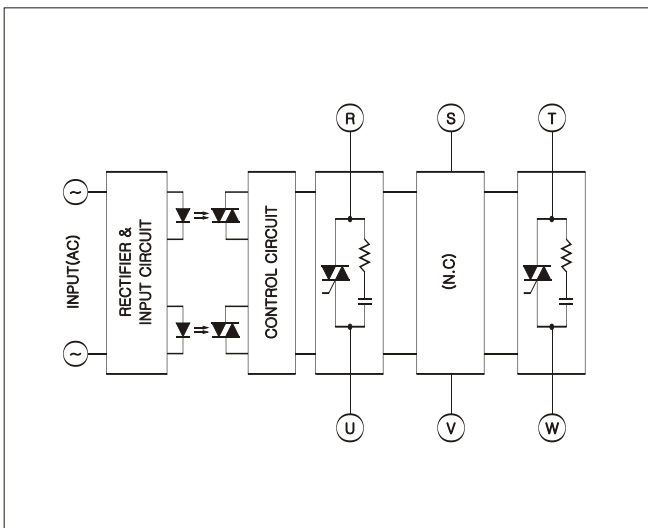 R
S
T
~
INPUT(AC)
~
RECTIFIER &
INPUT CIRCUIT
CONTROL CIRCUIT
(N.C)
U
V
W